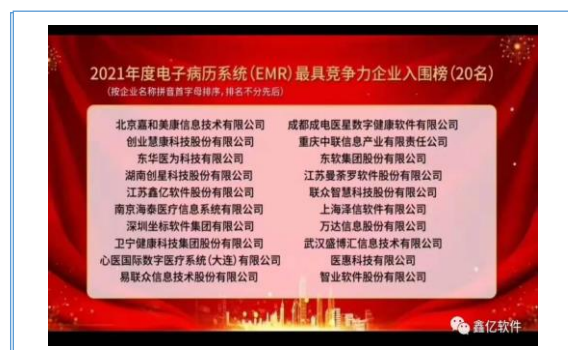 2021年度电子病历系统(EMR)最具竞争力企业入围榜(20名)
(按企业名称拼音首字母排序,排名不分先后)
北京嘉和美康信息技术有限公司 成都成电医星数字健康软件有限公司
创业慧康科技股份有限公司 重庆中联信息产业有限责任公司
东华医为科技有限公司 东软集团股份有限公司
湖南创星科技股份有限公司 江苏曼荼罗软件股份有限公司
江苏鑫亿软件股份有限公司 联众智慧科技股份有限公司
南京海泰医疗信息系统有限公司 上海泽信软件有限公司
深圳坐标软件集团有限公司 万达信息股份有限公司
卫宁健康科技集团股份有限公司 武汉盛博汇信息技术有限公司
心医国际数字医疗系统(大连)有限公司 医惠科技有限公司
易联众信息技术股份有限公司 智业软件股份有限公司
鑫亿软件